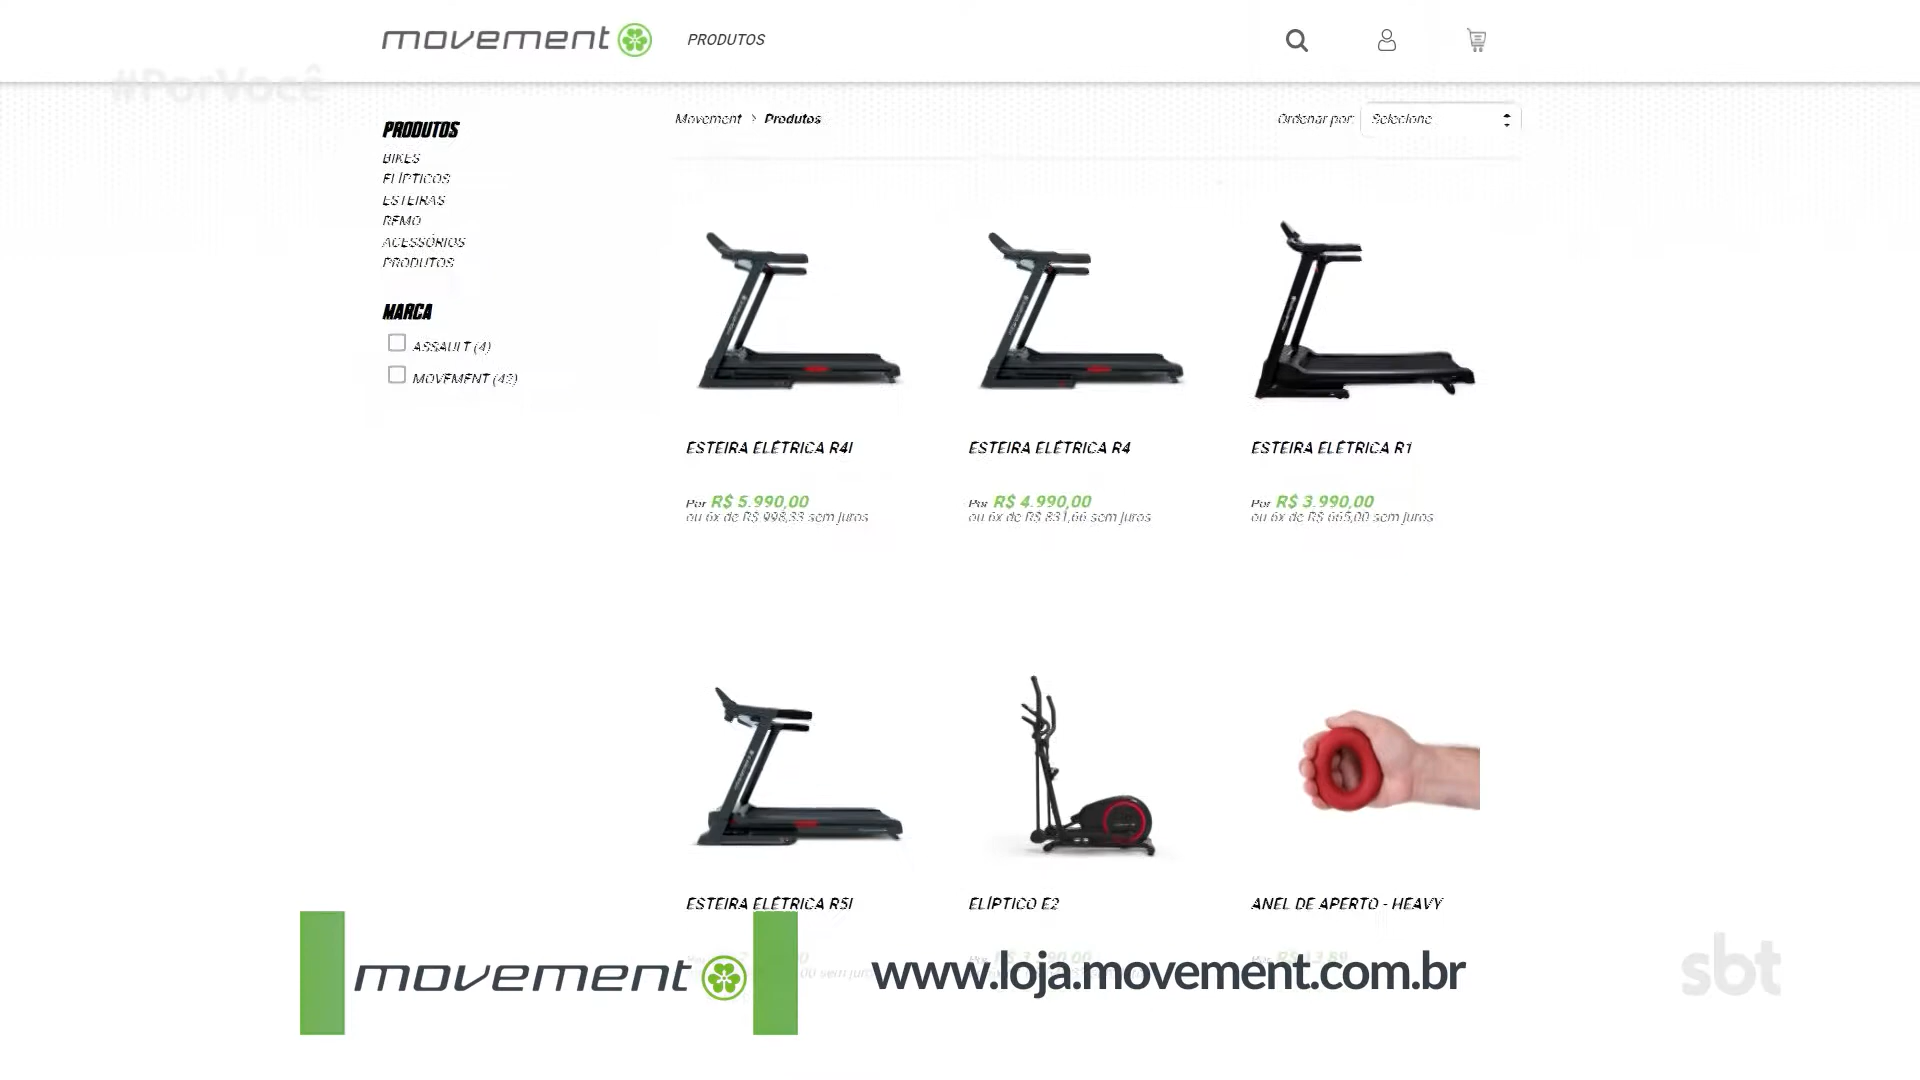 movement
PRODUTOS
#PorVocê
PRODUTOS
BIKES
ELÍPTICOS
ESTEIRAS
REMO
ACESSÓRIOS
PRODUTOS
MARCA
ASSAULT (4)
MOVEMENT (42)
Movement > Produtos
Ordenar por: Selecione
ESTEIRA ELÉTRICA R4I
Por R$ 5.990,00
ou 6x de R$ 998,33 sem juros
ESTEIRA ELÉTRICA R4
Por R$ 4.990,00
ou 6x de R$ 831,66 sem juros
ESTEIRA ELÉTRICA R1
Por R$ 3.990,00
ou 6x de R$ 665,00 sem juros
ESTEIRA ELÉTRICA R5I
ELÍPTICO E2
ANEL DE APERTO - HEAVY
movement
www.loja.movement.com.br
sbt